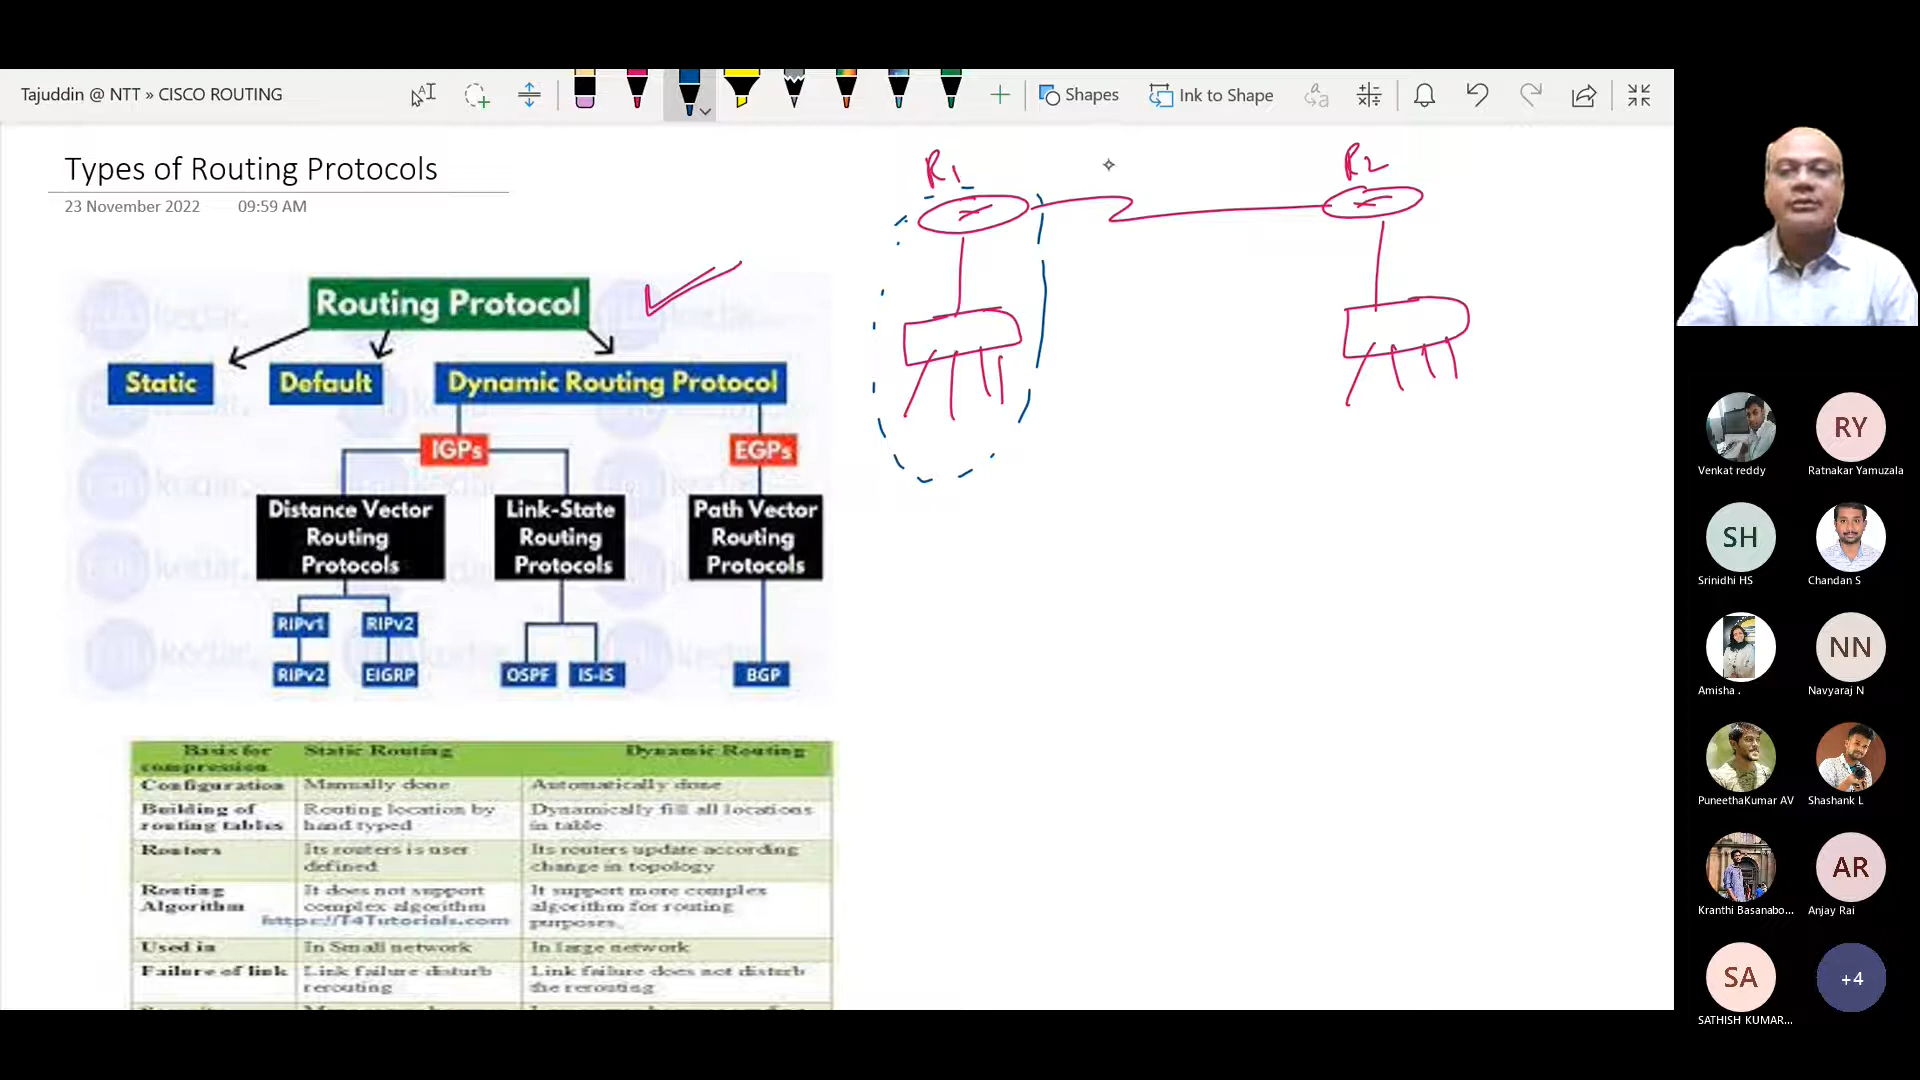 Tajuddin @ NTT » CISCO ROUTING
Shapes
Ink to Shape
Types of Routing Protocols
23 November 2022 09:59 AM
R1
R2
Routing Protocol
Static
Default
Dynamic Routing Protocol
IGPs
EGPs
Distance Vector
Routing
Protocols
Link-State
Routing
Protocols
Path Vector
Routing
Protocols
RIPv1
RIPv2
RIPv2
EIGRP
OSPF
IS-IS
BGP
Basis for
compression
Static Routing
Dynamic Routing
Configuration
Manually done
Automatically done
Building of
routing tables
Routing location by
hand typed
Dynamically fill all locations
in table
Routers
Its routers is user
defined
Its routers update according
change in topology
Routing
Algorithm
It does not support
complex algorithm
It support more complex
algorithm for routing
purposes.
https://T4Tutorials.com
Used in
In Small network
In large network
Failure of link
Link failure disturb
rerouting
Link failure does not disturb
the rerouting
Venkat reddy
RY
Ratnakar Yamuzala
SH
Srinidhi HS
Chandan S
Amisha .
NN
Navyaraj N
PuneethaKumar AV
Shashank L
Kranthi Basanabo...
AR
Anjay Rai
SA
SATHISH KUMAR...
+4